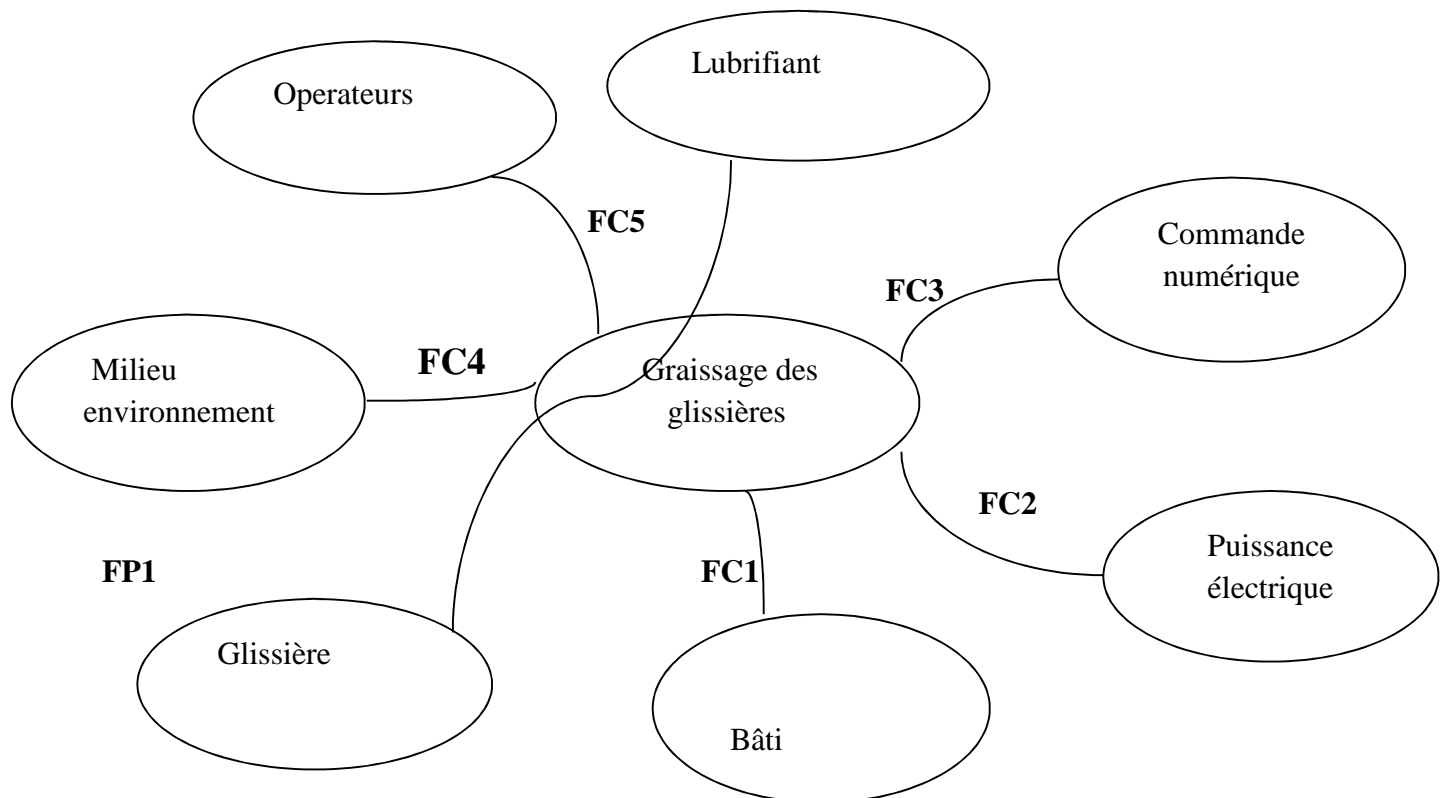 Lubrifiant
Operateurs
FC5
Commande
numérique
FC3
Milieu
environnement
FC4
Graissage des
glissières
FC2
Puissance
électrique
FP1
FC1
Glissière
Bâti